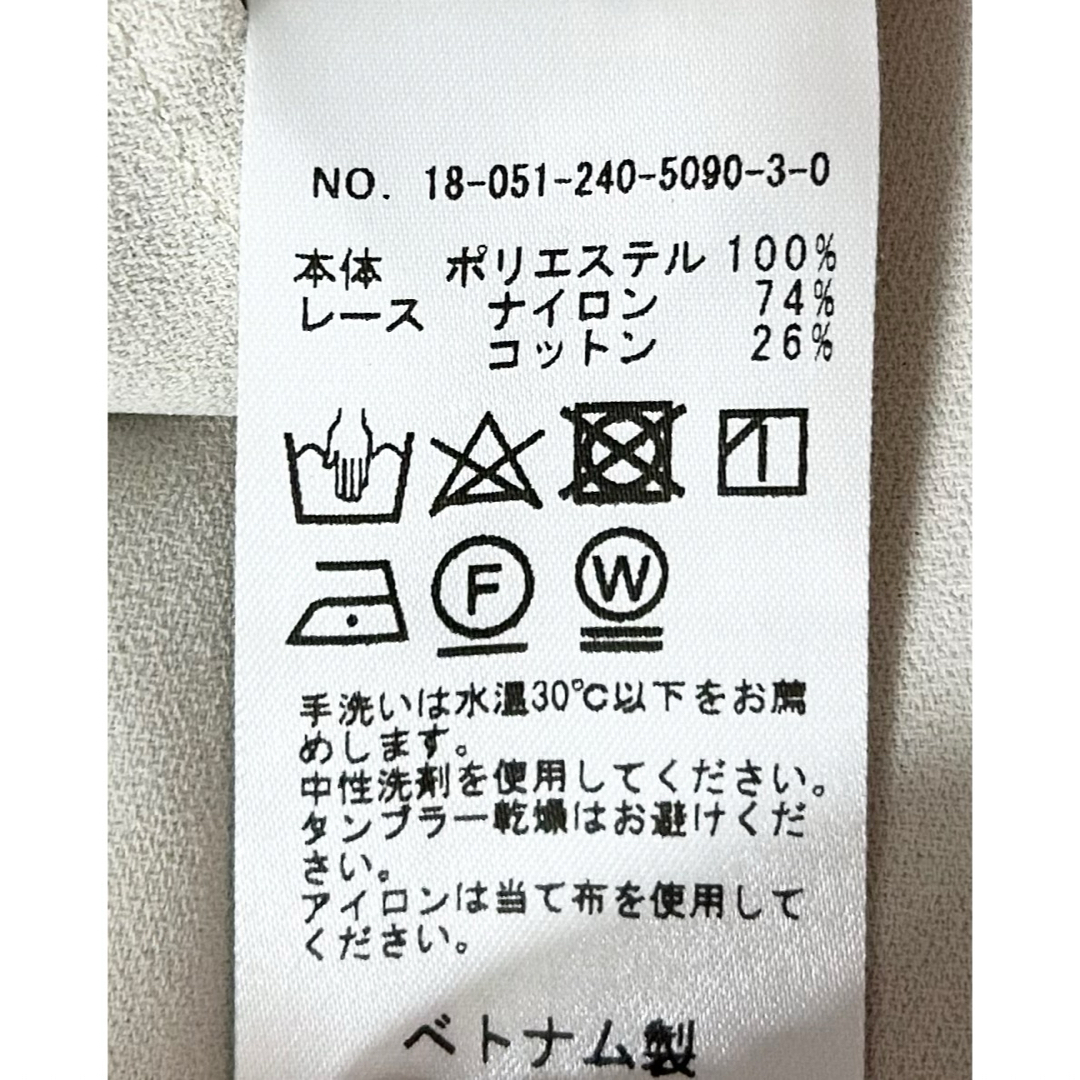 NO. 18-051-240-5090-3-0
本体 ポリエステル 100%
レース ナイロン 74%
コットン 26%
F W
手洗いは水温30℃以下をお薦
めします。
中性洗剤を使用してください。
タンブラー乾燥はお避けくだ
さい。
アイロンは当て布を使用して
ください。
ベトナム製